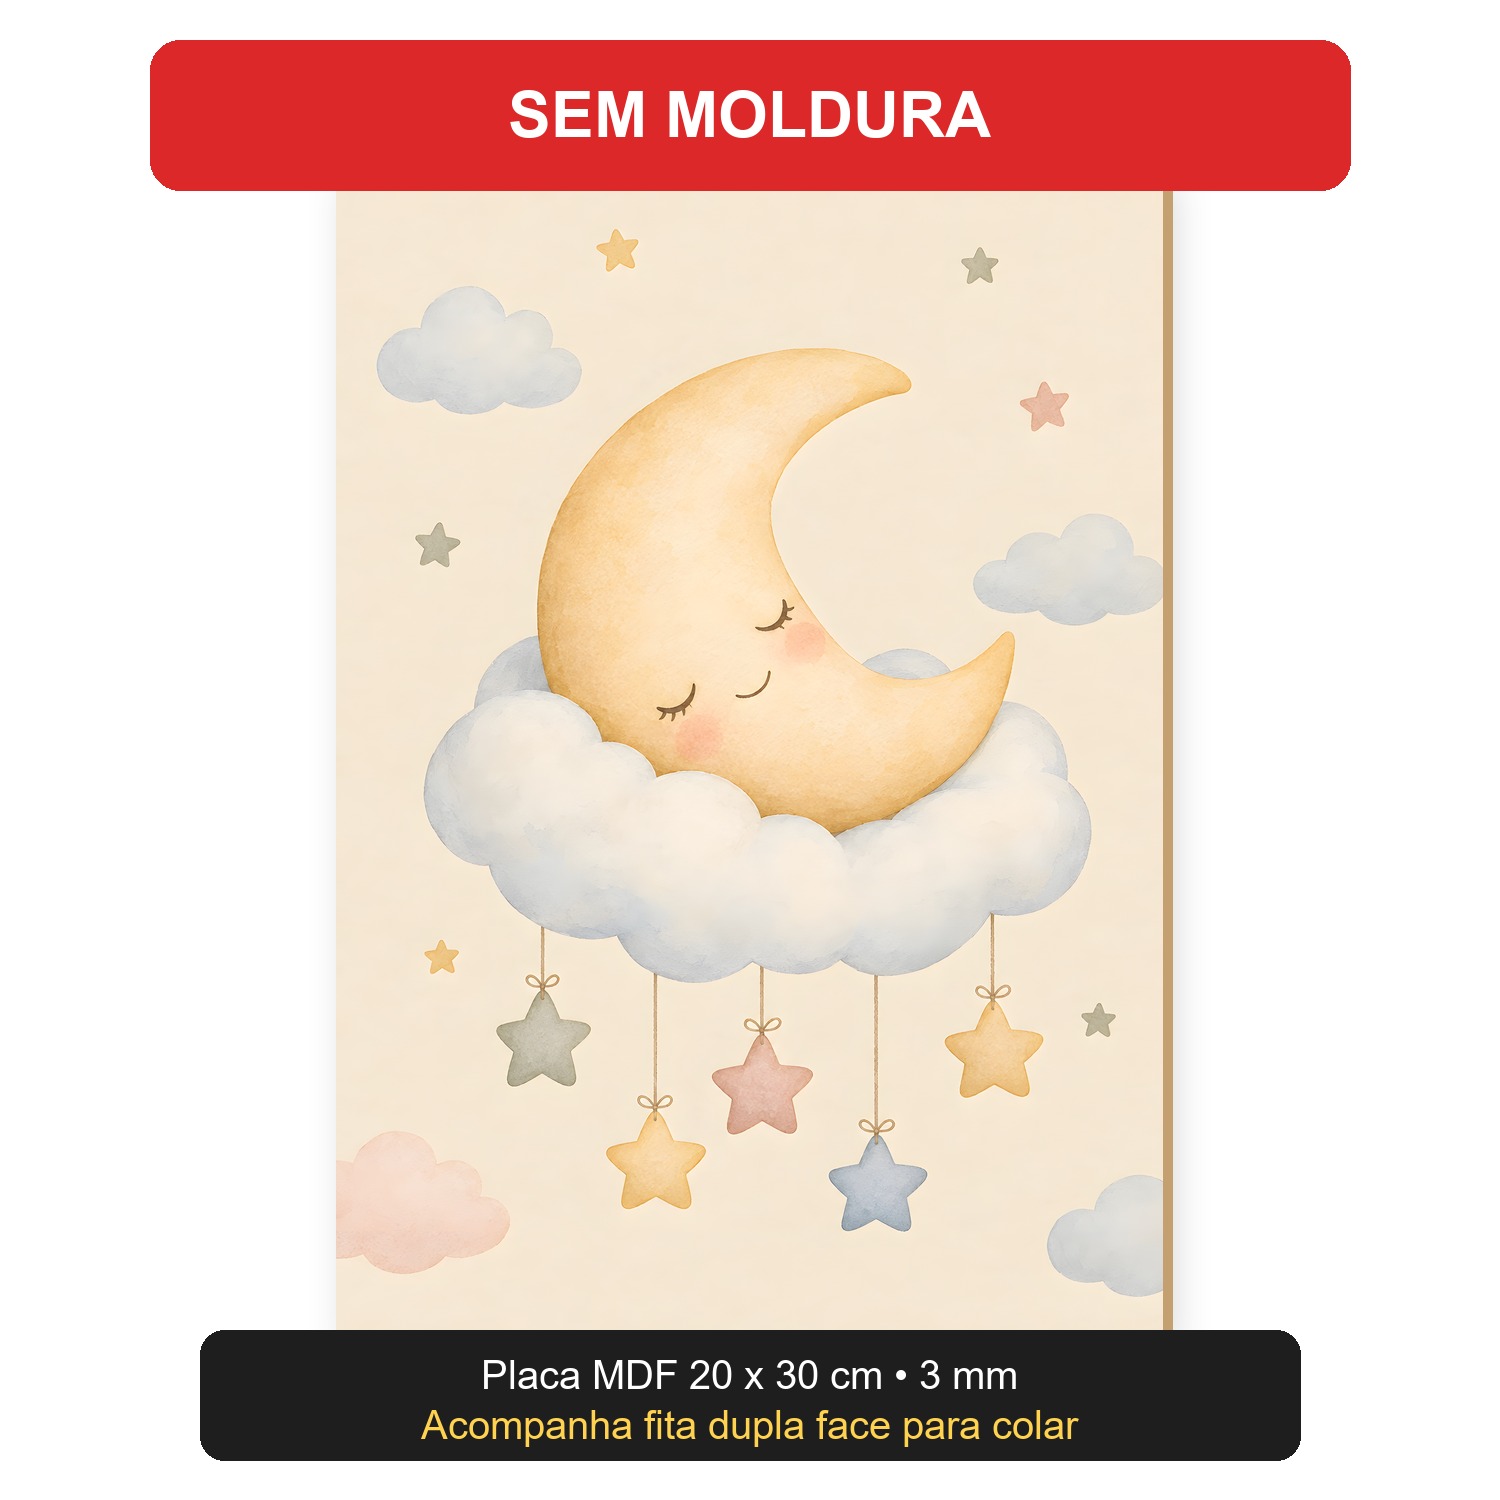 SEM MOLDURA
Placa MDF 20 x 30 cm • 3 mm
Acompanha fita dupla face para colar